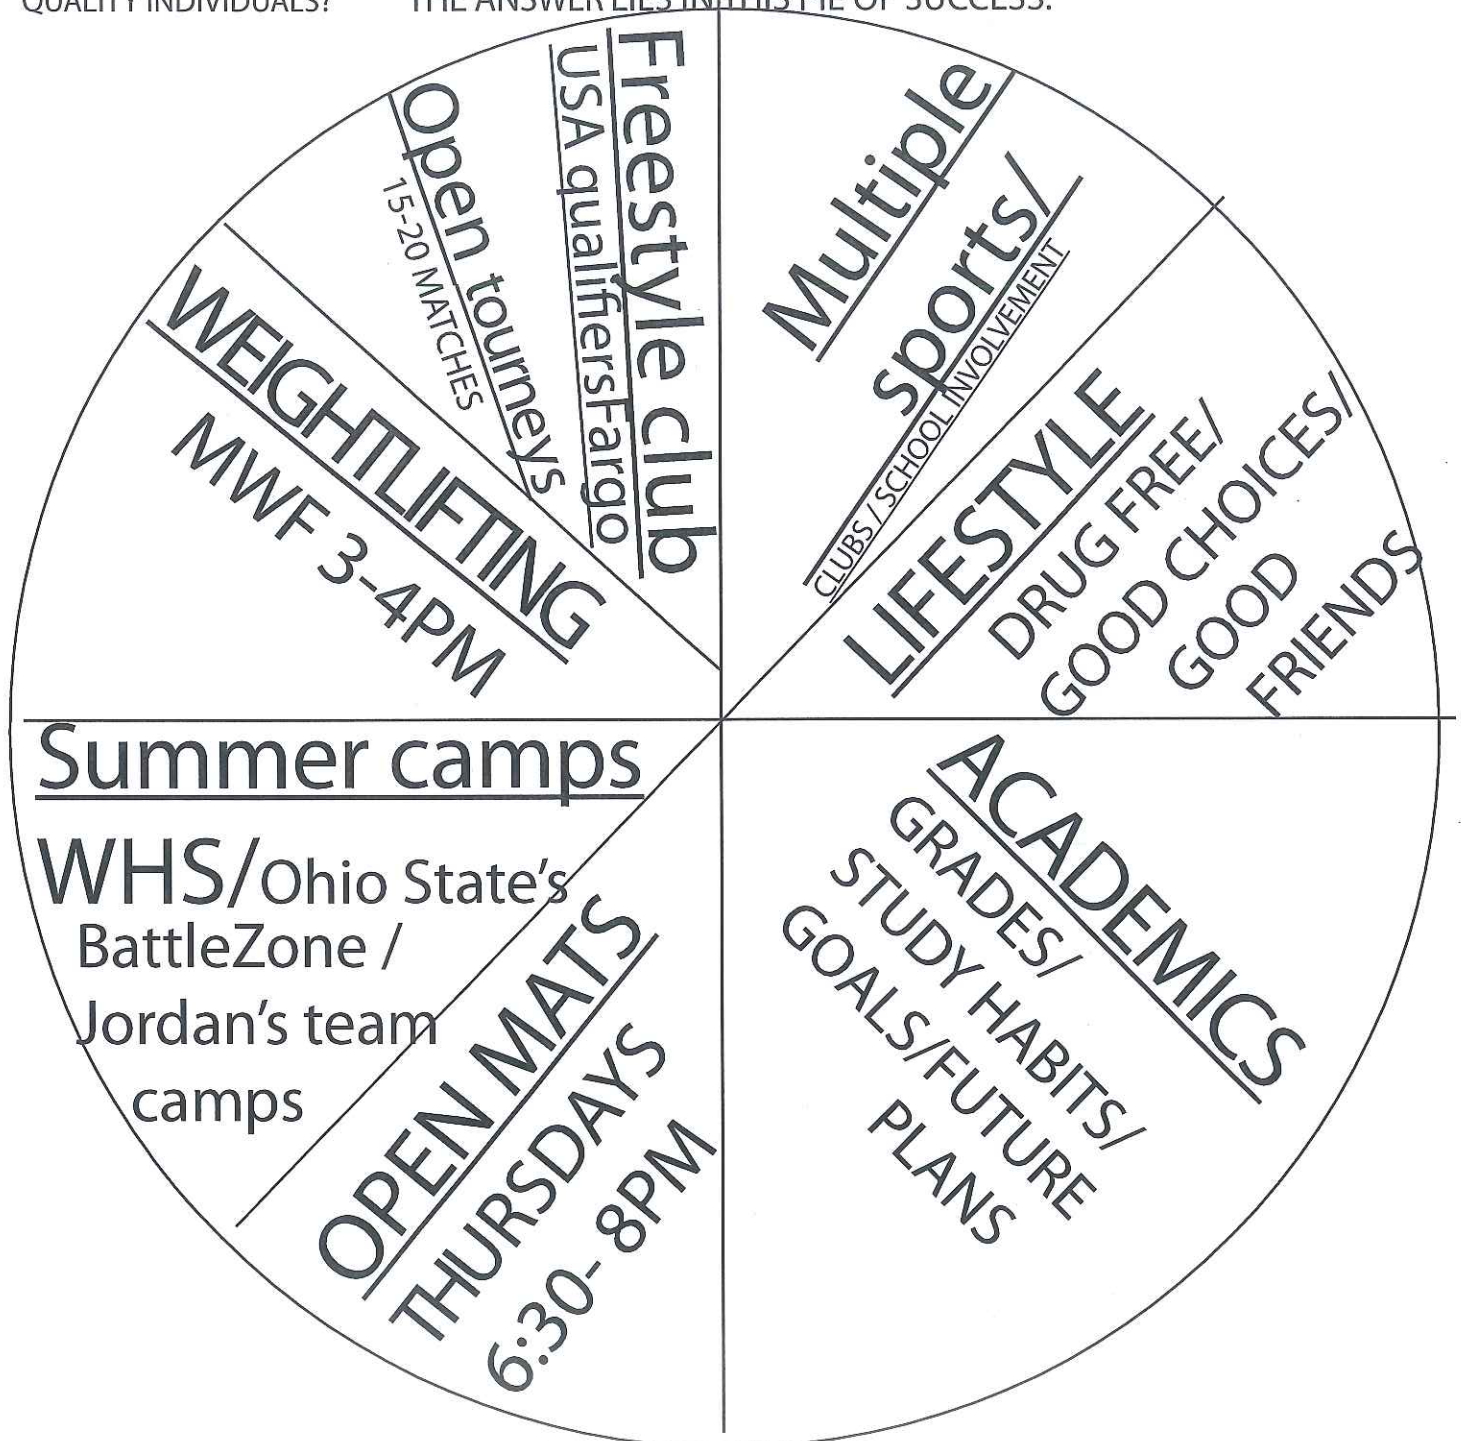 QUALITY INDIVIDUALS? THE ANSWER LIES IN THIS PIE OF SUCCESS.
Freestyle club
USA qualifiersFargo
Open tourneys
15-20 MATCHES
Multiple
sports/
CLUBS / SCHOOL INVOLVEMENT
LIFESTYLE
DRUG FREE/
GOOD CHOICES/
GOOD
FRIENDS
WEIGHTLIFTING
MWF 3-4PM
Summer camps
WHS/Ohio State's
BattleZone /
Jordan's team
camps
OPEN MATS
THURSDAYS
6:30- 8PM
ACADEMICS
GRADES/
STUDY HABITS/
GOALS/FUTURE
PLANS